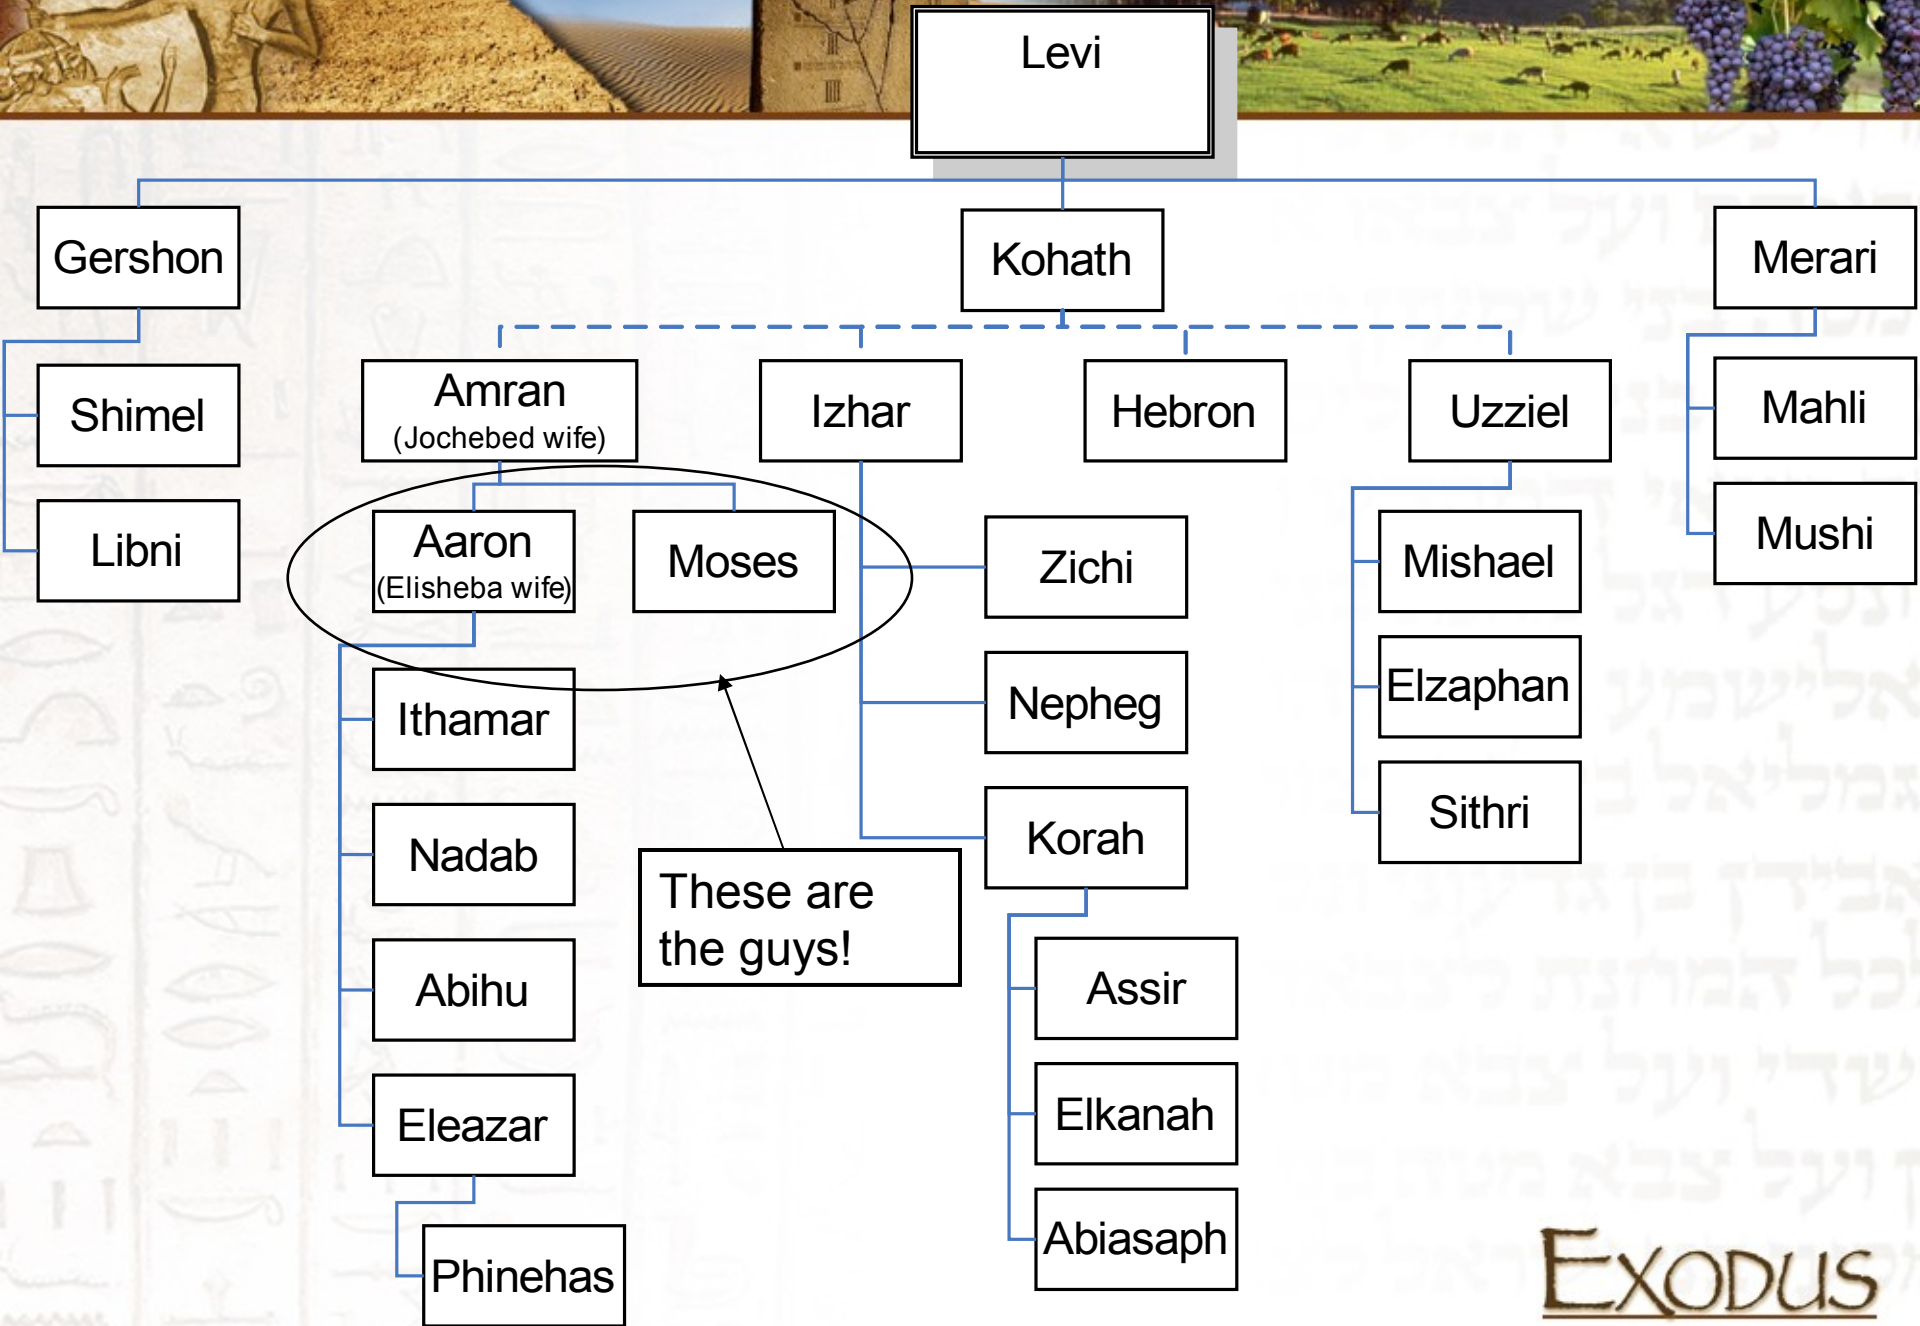 Levi
Gershon
Kohath
Merari
Shimel
Libni
Amran
(Jochebed wife)
Izhar
Hebron
Uzziel
Mahli
Mushi
Aaron
(Elisheba wife)
Moses
Zichi
Nepheg
Korah
Mishael
Elzaphan
Sithri
Ithamar
Nadab
Abihu
Eleazar
Phinehas
These are
the guys!
Assir
Elkanah
Abiasaph
EXODUS